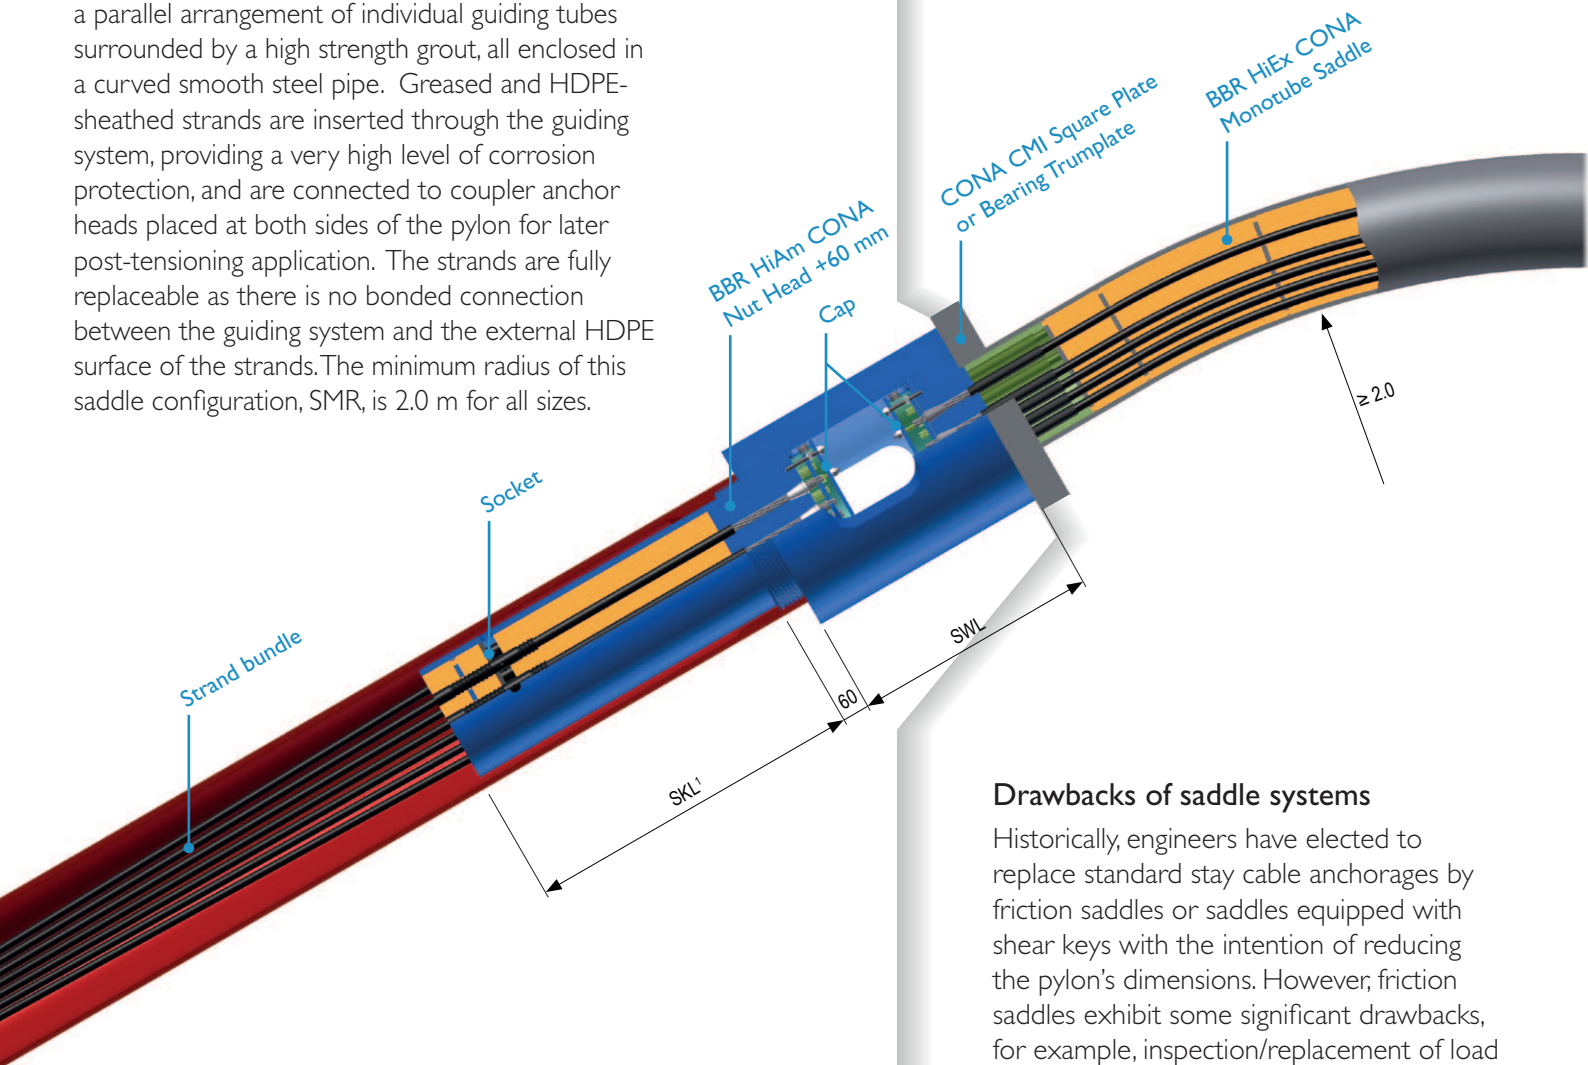 a parallel arrangement of individual guiding tubes
surrounded by a high strength grout, all enclosed in
a curved smooth steel pipe. Greased and HDPE-
sheathed strands are inserted through the guiding
system, providing a very high level of corrosion
protection, and are connected to coupler anchor
heads placed at both sides of the pylon for later
post-tensioning application. The strands are fully
replaceable as there is no bonded connection
between the guiding system and the external HDPE
surface of the strands. The minimum radius of this
saddle configuration, SMR, is 2.0 m for all sizes.
BBR HiEx CONA
Monotube Saddle
CONA CMI Square Plate
or Bearing Trumplate
BBR HiAm CONA
Nut Head +60 mm
Cap
Socket
Strand bundle
≥ 2.0
SWL
60
SKL¹
Drawbacks of saddle systems
Historically, engineers have elected to
replace standard stay cable anchorages by
friction saddles or saddles equipped with
shear keys with the intention of reducing
the pylon’s dimensions. However, friction
saddles exhibit some significant drawbacks,
for example, inspection/replacement of load